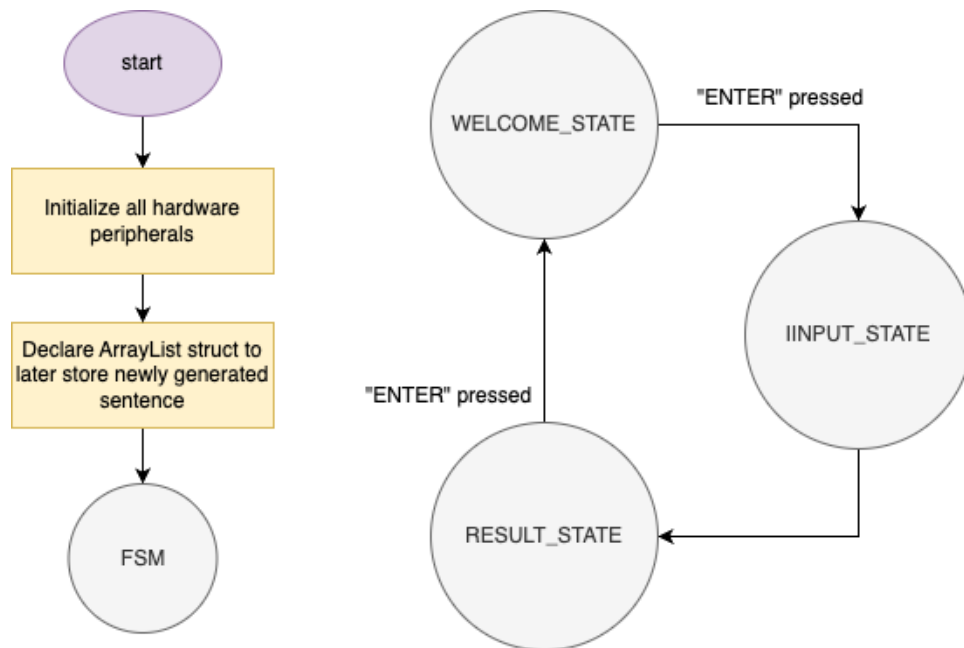 start
Initialize all hardware
peripherals
Declare ArrayList struct to
later store newly generated
sentence
FSM
WELCOME_STATE
"ENTER" pressed
IINPUT_STATE
"ENTER" pressed
RESULT_STATE